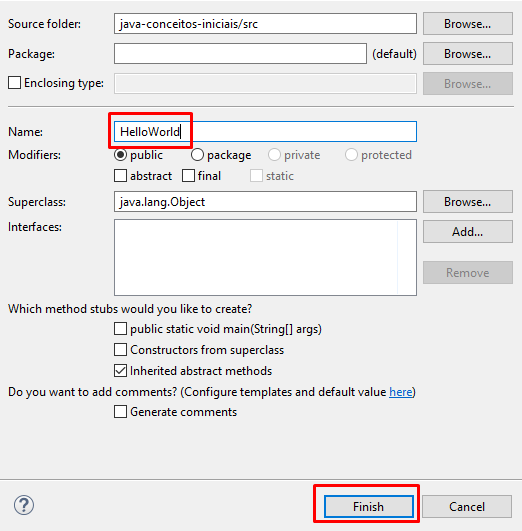 Source folder: java-conceitos-iniciais/src Browse...
Package: (default) Browse...
Enclosing type: Browse...
Name: HelloWorld
Modifiers: public package private protected
abstract final static
Superclass: java.lang.Object Browse...
Interfaces: Add...
Remove
Which method stubs would you like to create?
public static void main(String[] args)
Constructors from superclass
Inherited abstract methods
Do you want to add comments? (Configure templates and default value here)
Generate comments
? Finish Cancel